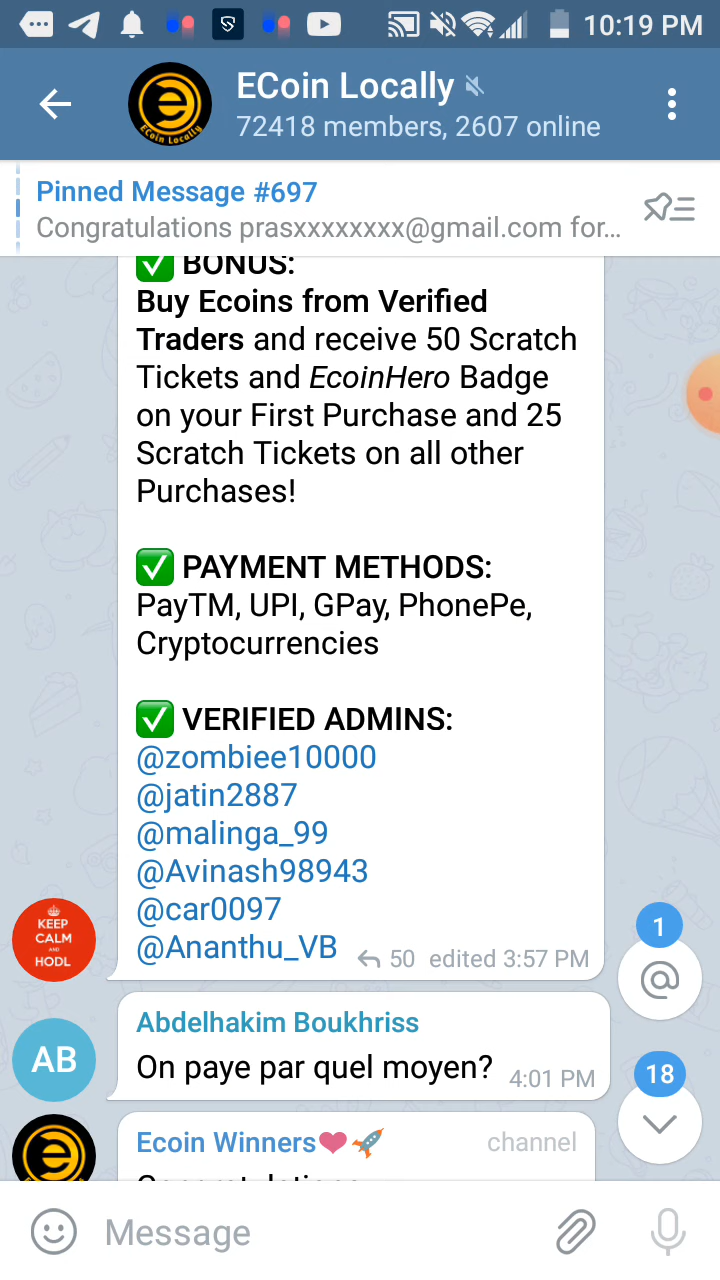 10:19 PM
ECoin Locally
72418 members, 2607 online
Pinned Message #697
Congratulations prasxxxxxxxx@gmail.com for...
✅ BONUS:
Buy Ecoins from Verified
Traders and receive 50 Scratch
Tickets and EcoinHero Badge
on your First Purchase and 25
Scratch Tickets on all other
Purchases!
✅ PAYMENT METHODS:
PayTM, UPI, GPay, PhonePe,
Cryptocurrencies
✅ VERIFIED ADMINS:
@zombiee10000
@jatin2887
@malinga_99
@Avinash98943
@car0097
@Ananthu_VB
50 edited 3:57 PM
KEEP
CALM
AND
HODL
1
@
AB
Abdelhakim Boukhriss
On paye par quel moyen?
4:01 PM
18
Ecoin Winners❤🚀
channel
Message